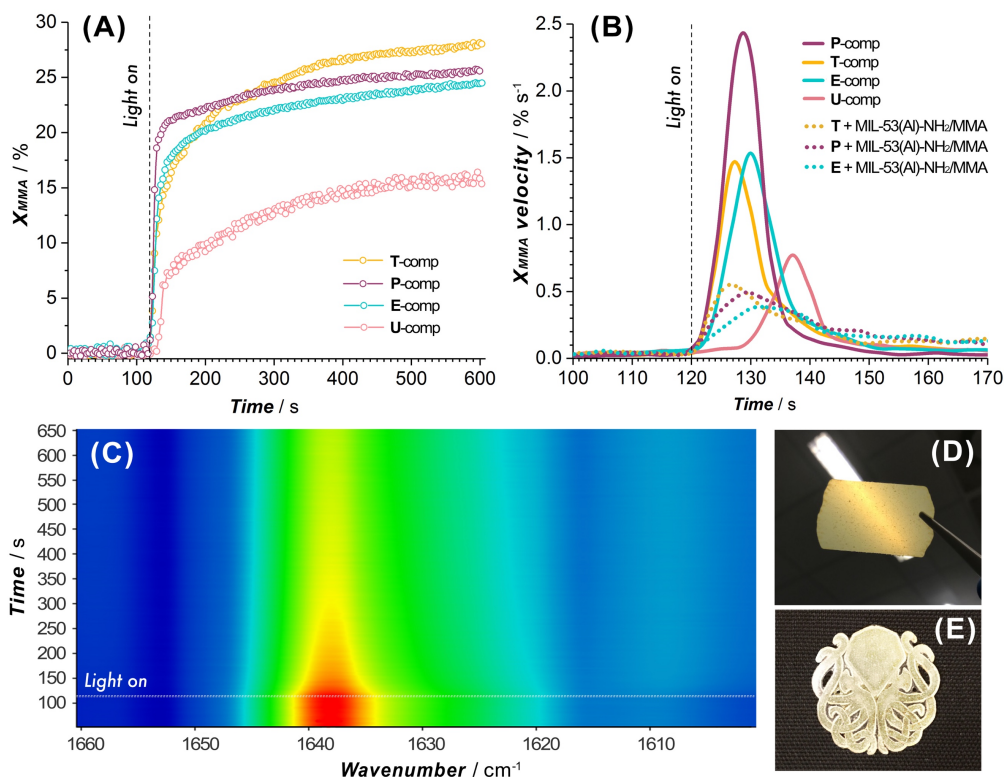 (A)
30
25
20
15
10
5
0
X_MMA / %
Light on
T-comp
P-comp
E-comp
U-comp
0 100 200 300 400 500 600
Time / s
(B)
2.5
2.0
1.5
1.0
0.5
0.0
X_MMA velocity / % s⁻¹
Light on
P-comp
T-comp
E-comp
U-comp
T + MIL-53(Al)-NH₂/MMA
P + MIL-53(Al)-NH₂/MMA
E + MIL-53(Al)-NH₂/MMA
100 110 120 130 140 150 160 170
Time / s
(C)
650
600
550
500
450
400
350
300
250
200
150
100
Time / s
Light on
1660 1650 1640 1630 1620 1610
Wavenumber / cm⁻¹
(D)
(E)